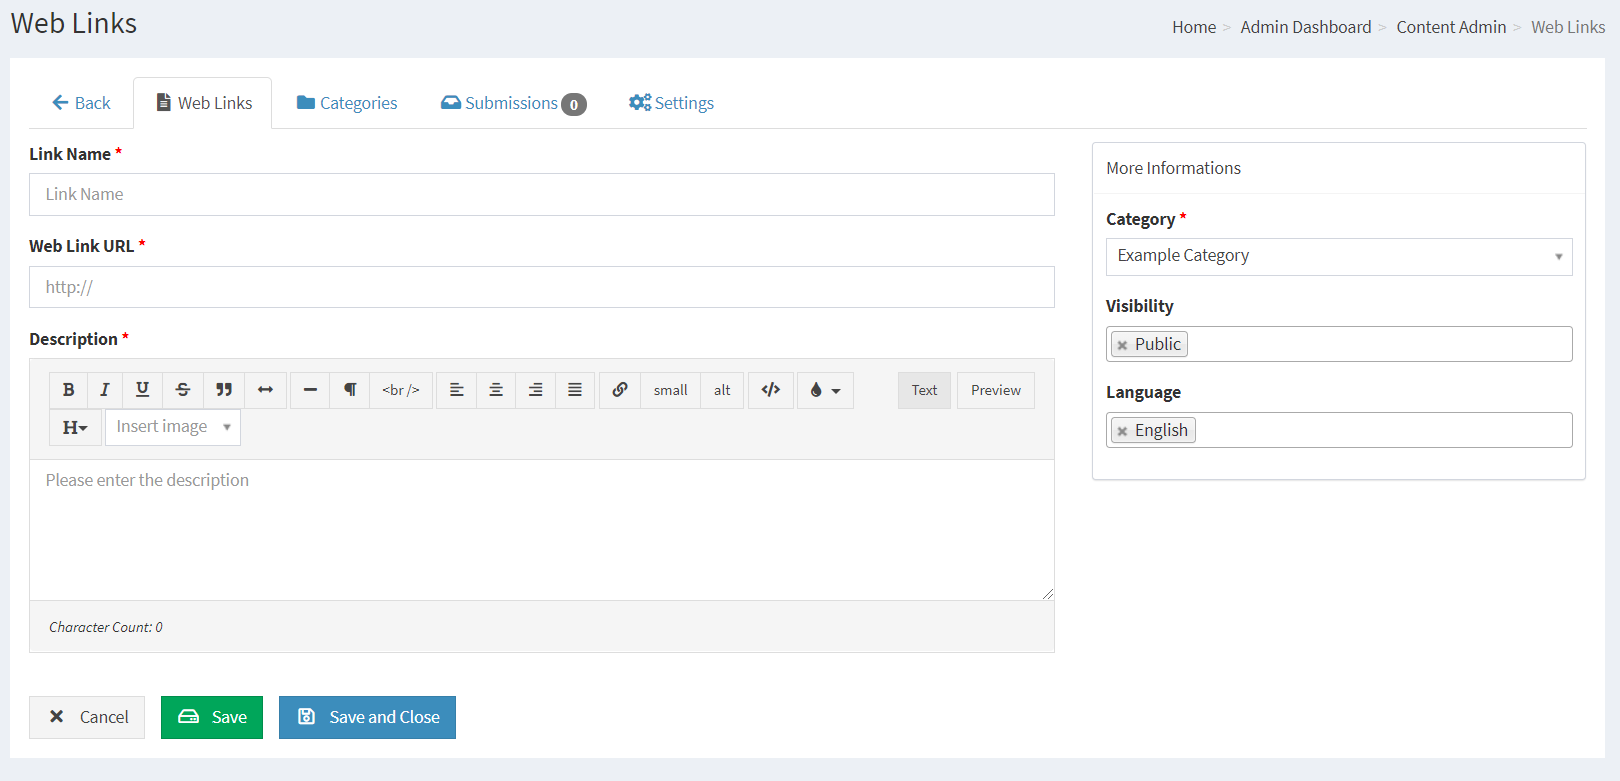 Web Links
Home > Admin Dashboard > Content Admin > Web Links
Back
Web Links
Categories
Submissions 0
Settings
Link Name *
Link Name
Web Link URL *
http://
Description *
B I U S <br /> small alt </> Text Preview
H Insert image
Please enter the description
Character Count: 0
Cancel
Save
Save and Close
More Informations
Category *
Example Category
Visibility
× Public
Language
× English